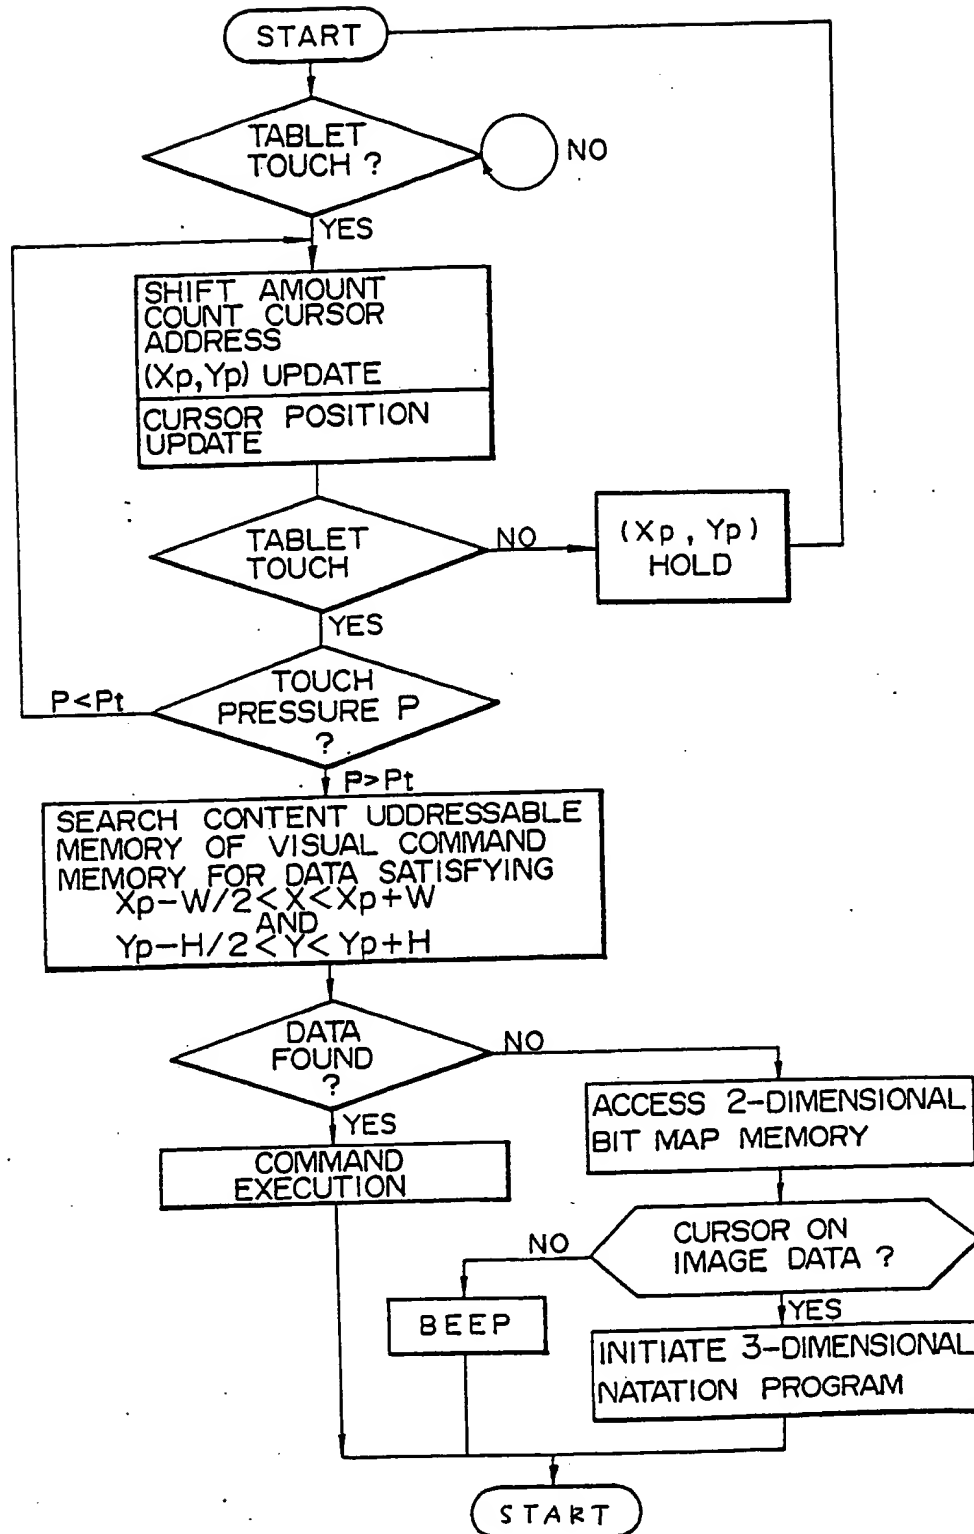 START
TABLET
TOUCH ?
NO
YES
SHIFT AMOUNT
COUNT CURSOR
ADDRESS
(Xp,Yp) UPDATE
CURSOR POSITION
UPDATE
TABLET
TOUCH
NO
(Xp , Yp)
HOLD
YES
TOUCH
PRESSURE P
?
P<Pt
P>Pt
SEARCH CONTENT UDDRESSABLE
MEMORY OF VISUAL COMMAND
MEMORY FOR DATA SATISFYING
Xp-W/2<X<Xp+W
AND
Yp-H/2<Y<Yp+H
DATA
FOUND
?
NO
YES
ACCESS 2-DIMENSIONAL
BIT MAP MEMORY
COMMAND
EXECUTION
CURSOR ON
IMAGE DATA ?
NO
YES
BEEP
INITIATE 3-DIMENSIONAL
NATATION PROGRAM
START